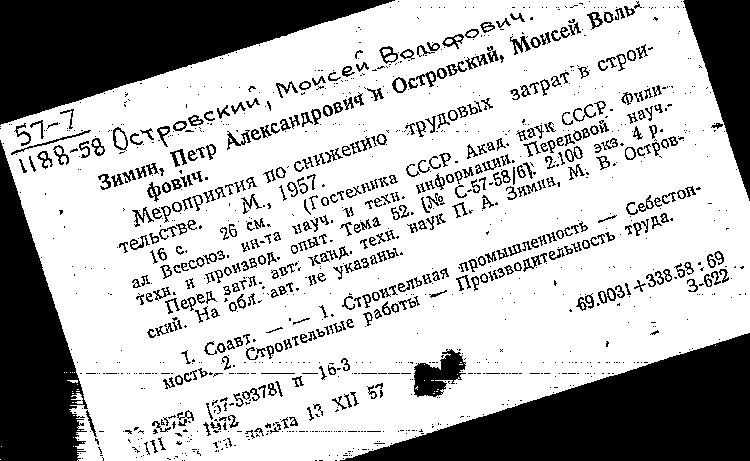 57-7
1188-58
Островский, Моисей Вольфович.
Зимин, Петр Александрович и Островский, Моисей Воль-
фович.
Мероприятия по снижению трудовых затрат в строи-
тельстве. М., 1957.
16 с. 26 см. (Гостехника СССР. Акад. наук СССР. Фили-
ал Всесоюз. ин-та науч. и техн. информации. Передовой науч.-
техн. и производ. опыт. Тема 52. [№ С-57-58/6]. 2.100 экз. 4 р.
Перед загл. авт: канд. техн. наук П. А. Зимин, М. В. Остров-
ский. На обл. авт. не указаны.
1. Соавт. — — 1. Строительная промышленность — Себестои-
мость. 2. Строительные работы — Производительность труда.
69.0031+338.58 : 69
З-622
22759 [57-59378] п 16-3
1972
палата 13 XII 57